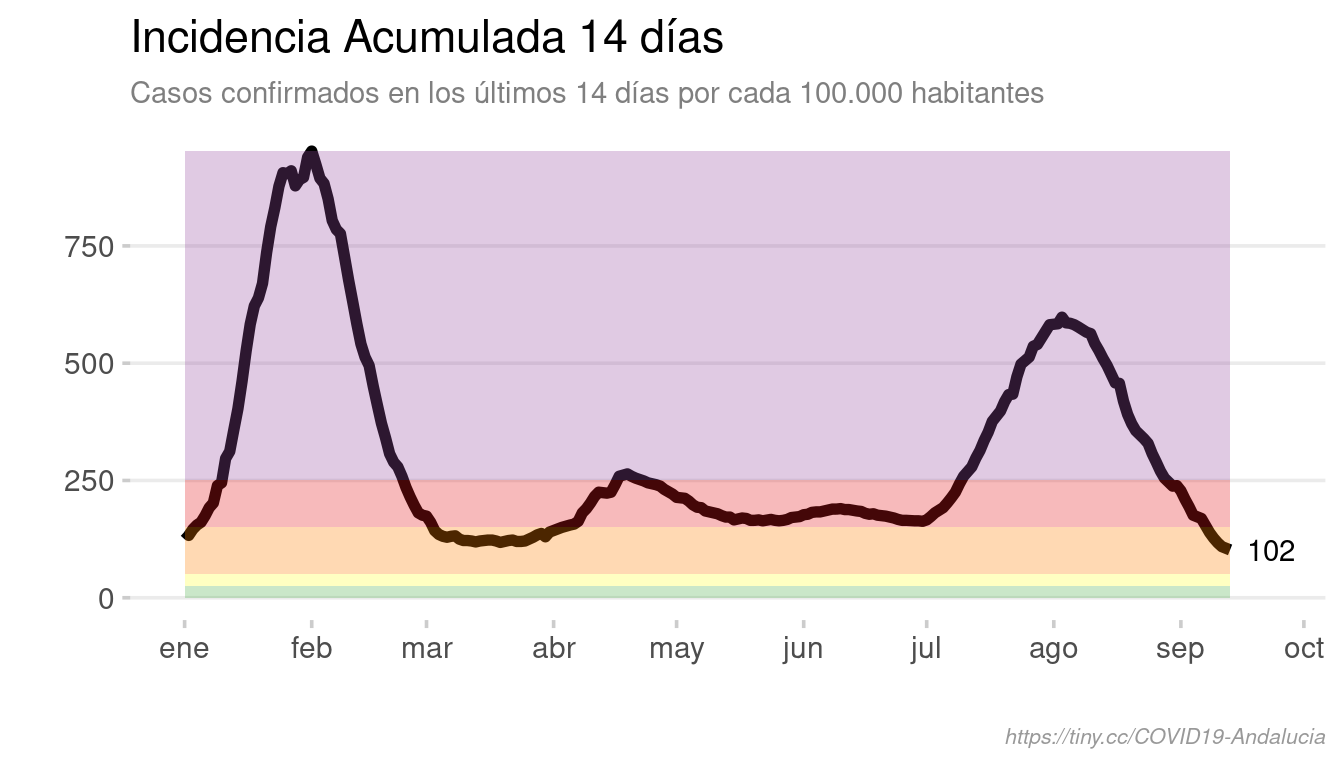 Incidencia Acumulada 14 días
Casos confirmados en los últimos 14 días por cada 100.000 habitantes
750
500
250
0
102
ene feb mar abr may jun jul ago sep oct
https://tiny.cc/COVID19-Andalucia